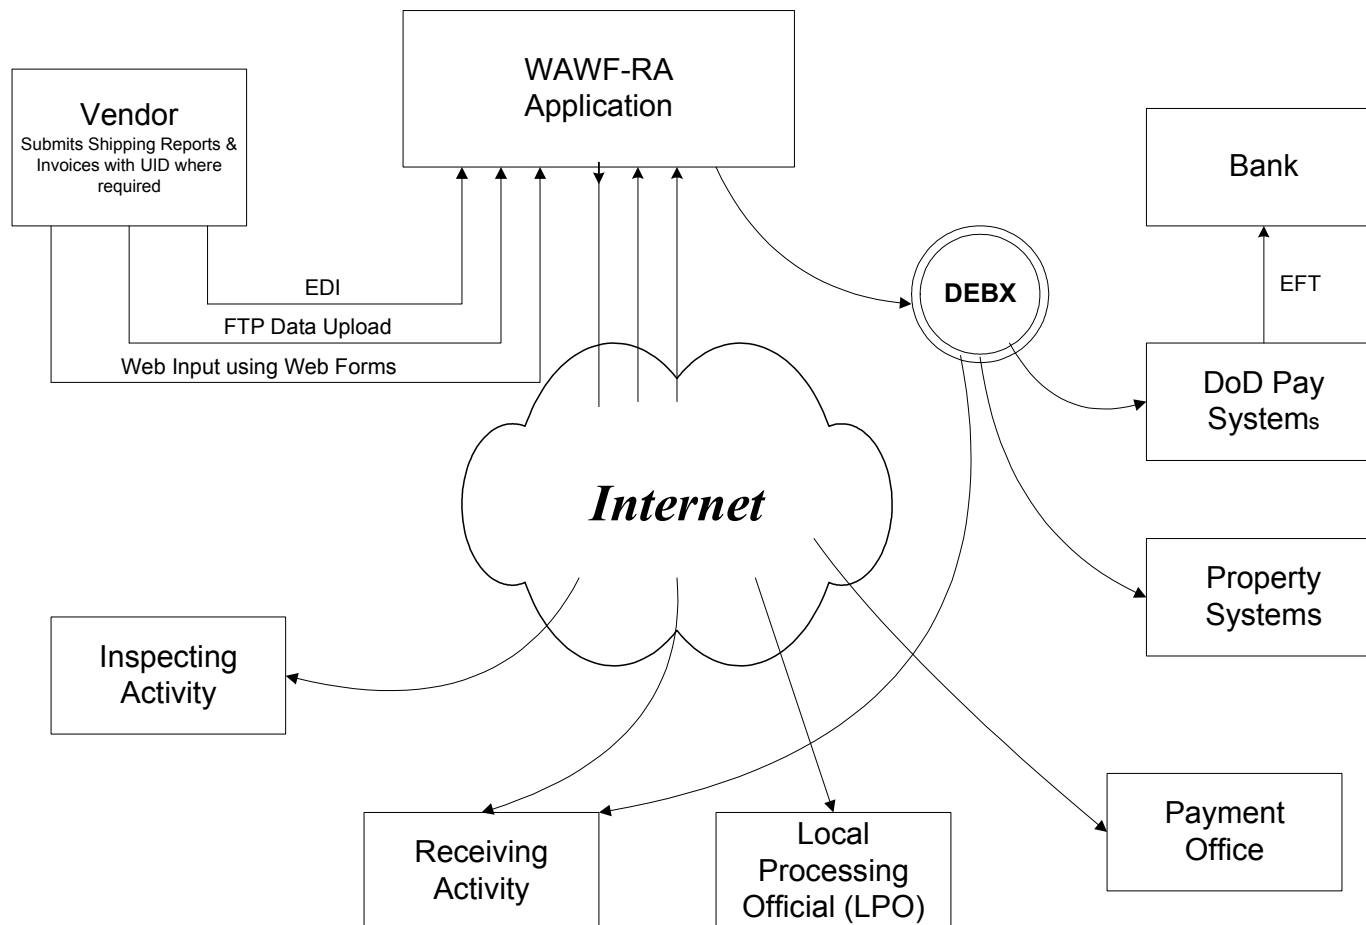 WAWF-RA
Application
Vendor
Submits Shipping Reports &
Invoices with UID where
required
Bank
EDI
FTP Data Upload
Web Input using Web Forms
DEBX
EFT
DoD Pay
Systems
Internet
Property
Systems
Inspecting
Activity
Receiving
Activity
Local
Processing
Official (LPO)
Payment
Office